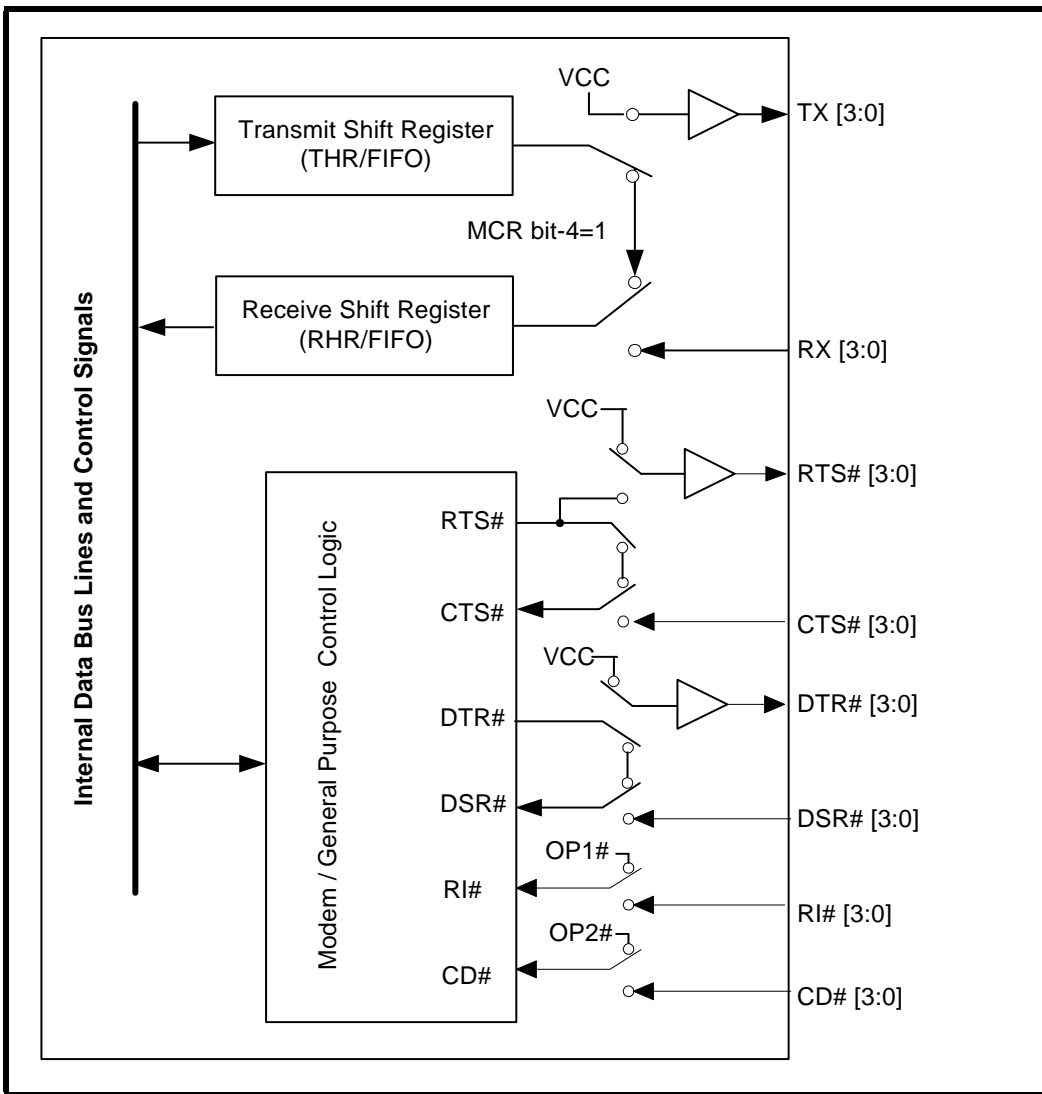 VCC
TX [3:0]
Transmit Shift Register
(THR/FIFO)
MCR bit-4=1
Receive Shift Register
(RHR/FIFO)
RX [3:0]
Internal Data Bus Lines and Control Signals
VCC
RTS# [3:0]
RTS#
CTS#
CTS# [3:0]
VCC
DTR# [3:0]
DTR#
Modem / General Purpose Control Logic
DSR#
DSR# [3:0]
OP1#
RI#
RI# [3:0]
OP2#
CD#
CD# [3:0]